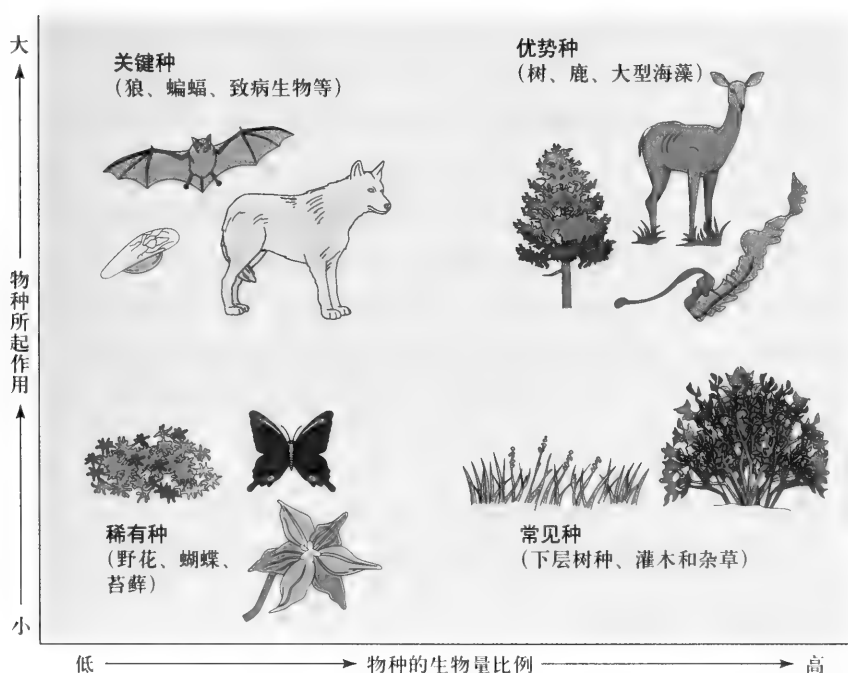 大
关键种
(狼、蝙蝠、致病生物等)
优势种
(树、鹿、大型海藻)
物种所起作用
稀有种
(野花、蝴蝶、
苔藓)
常见种
(下层树种、灌木和杂草)
小
低
物种的生物量比例
高